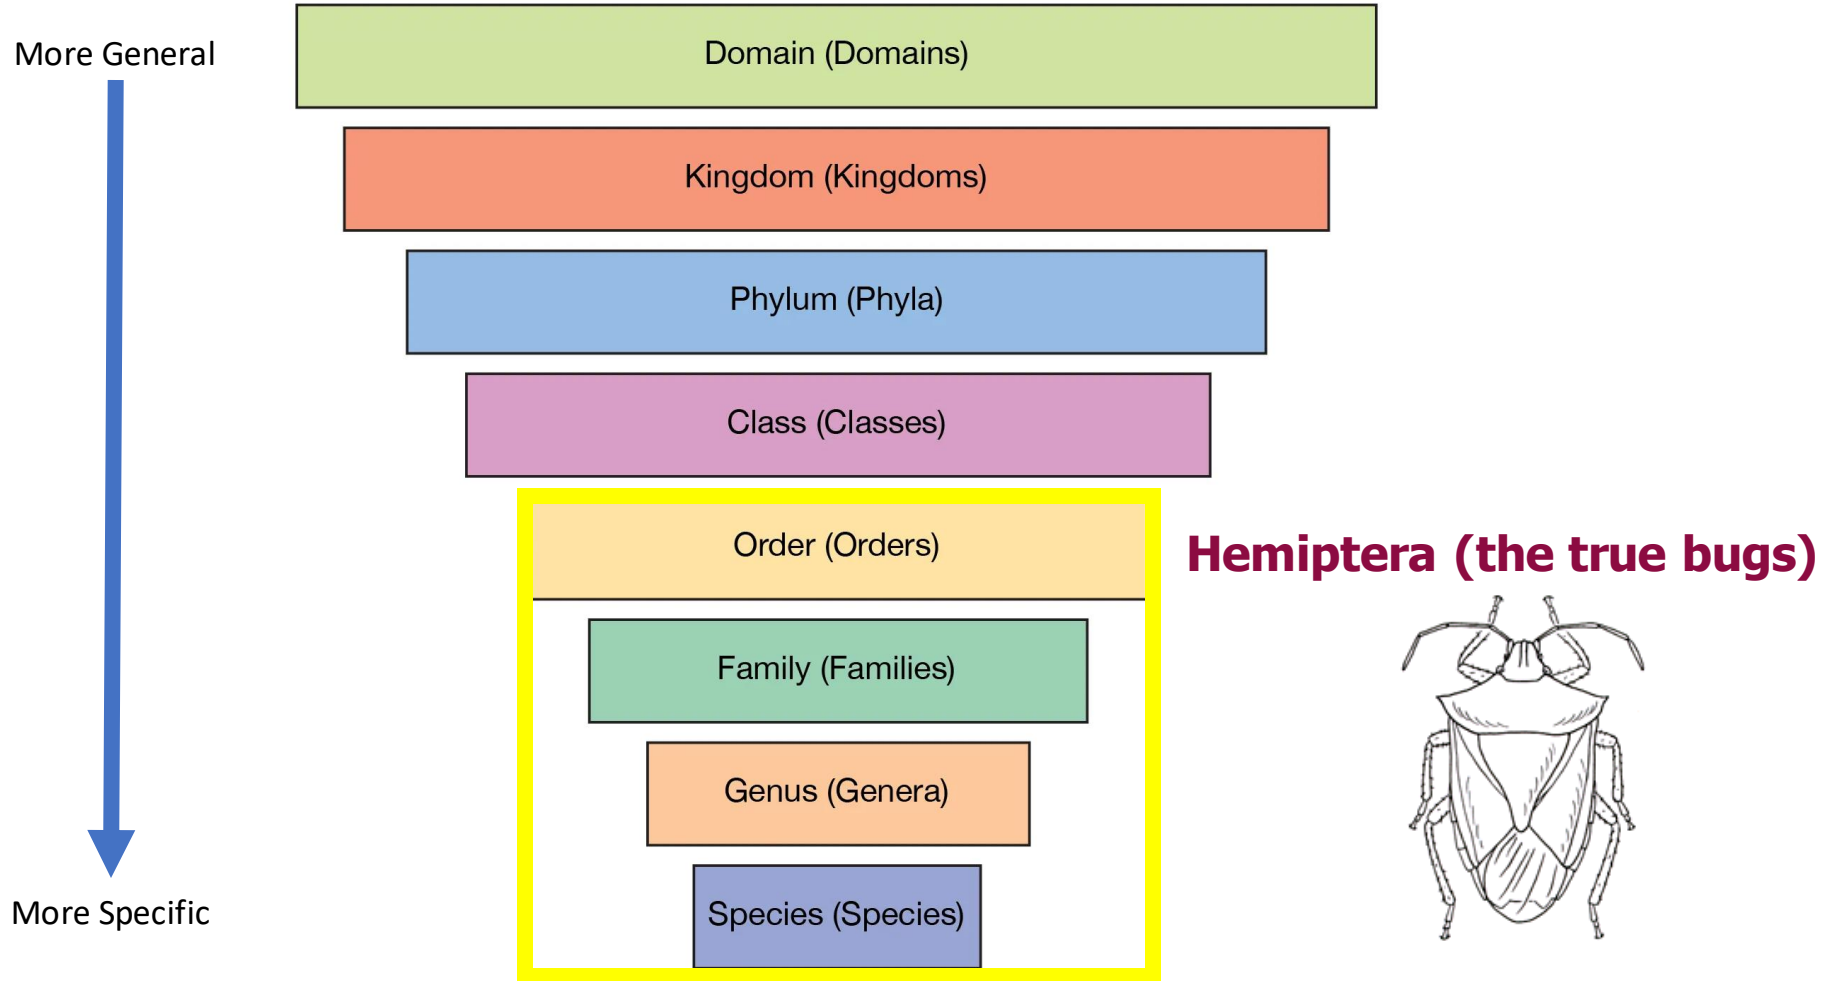 More General
Domain (Domains)
Kingdom (Kingdoms)
Phylum (Phyla)
Class (Classes)
Order (Orders)
Hemiptera (the true bugs)
Family (Families)
Genus (Genera)
Species (Species)
More Specific